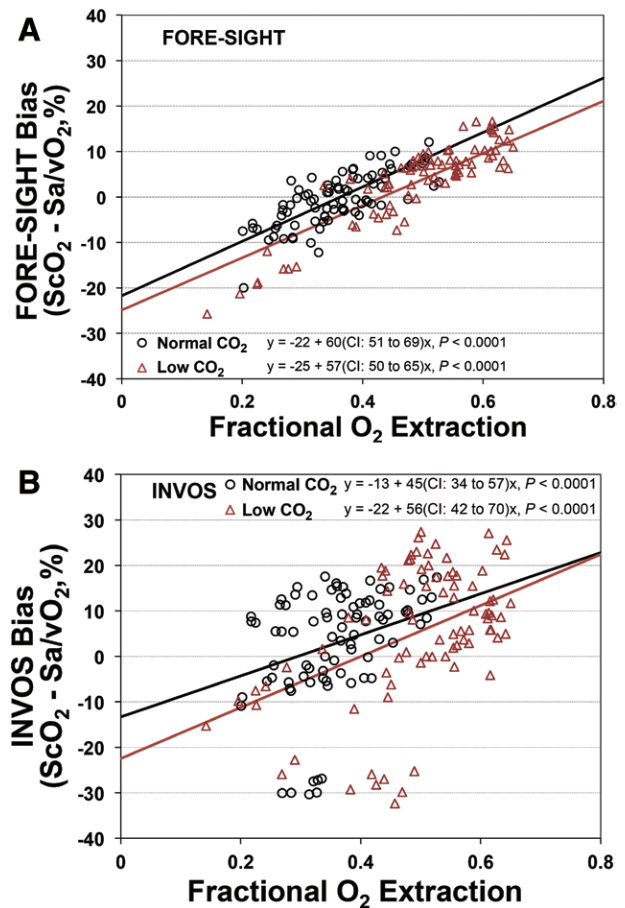 A
FORE-SIGHT
FORE-SIGHT Bias
(ScO2 - Sa/vO2,%)
40
30
20
10
0
-10
-20
-30
-40
Normal CO2 y = -22 + 60(CI: 51 to 69)x, P < 0.0001
Low CO2 y = -25 + 57(CI: 50 to 65)x, P < 0.0001
0 0.2 0.4 0.6 0.8
Fractional O2 Extraction
B
INVOS
Normal CO2 y = -13 + 45(CI: 34 to 57)x, P < 0.0001
Low CO2 y = -22 + 56(CI: 42 to 70)x, P < 0.0001
INVOS Bias
(ScO2 - Sa/vO2,%)
40
30
20
10
0
-10
-20
-30
-40
0 0.2 0.4 0.6 0.8
Fractional O2 Extraction